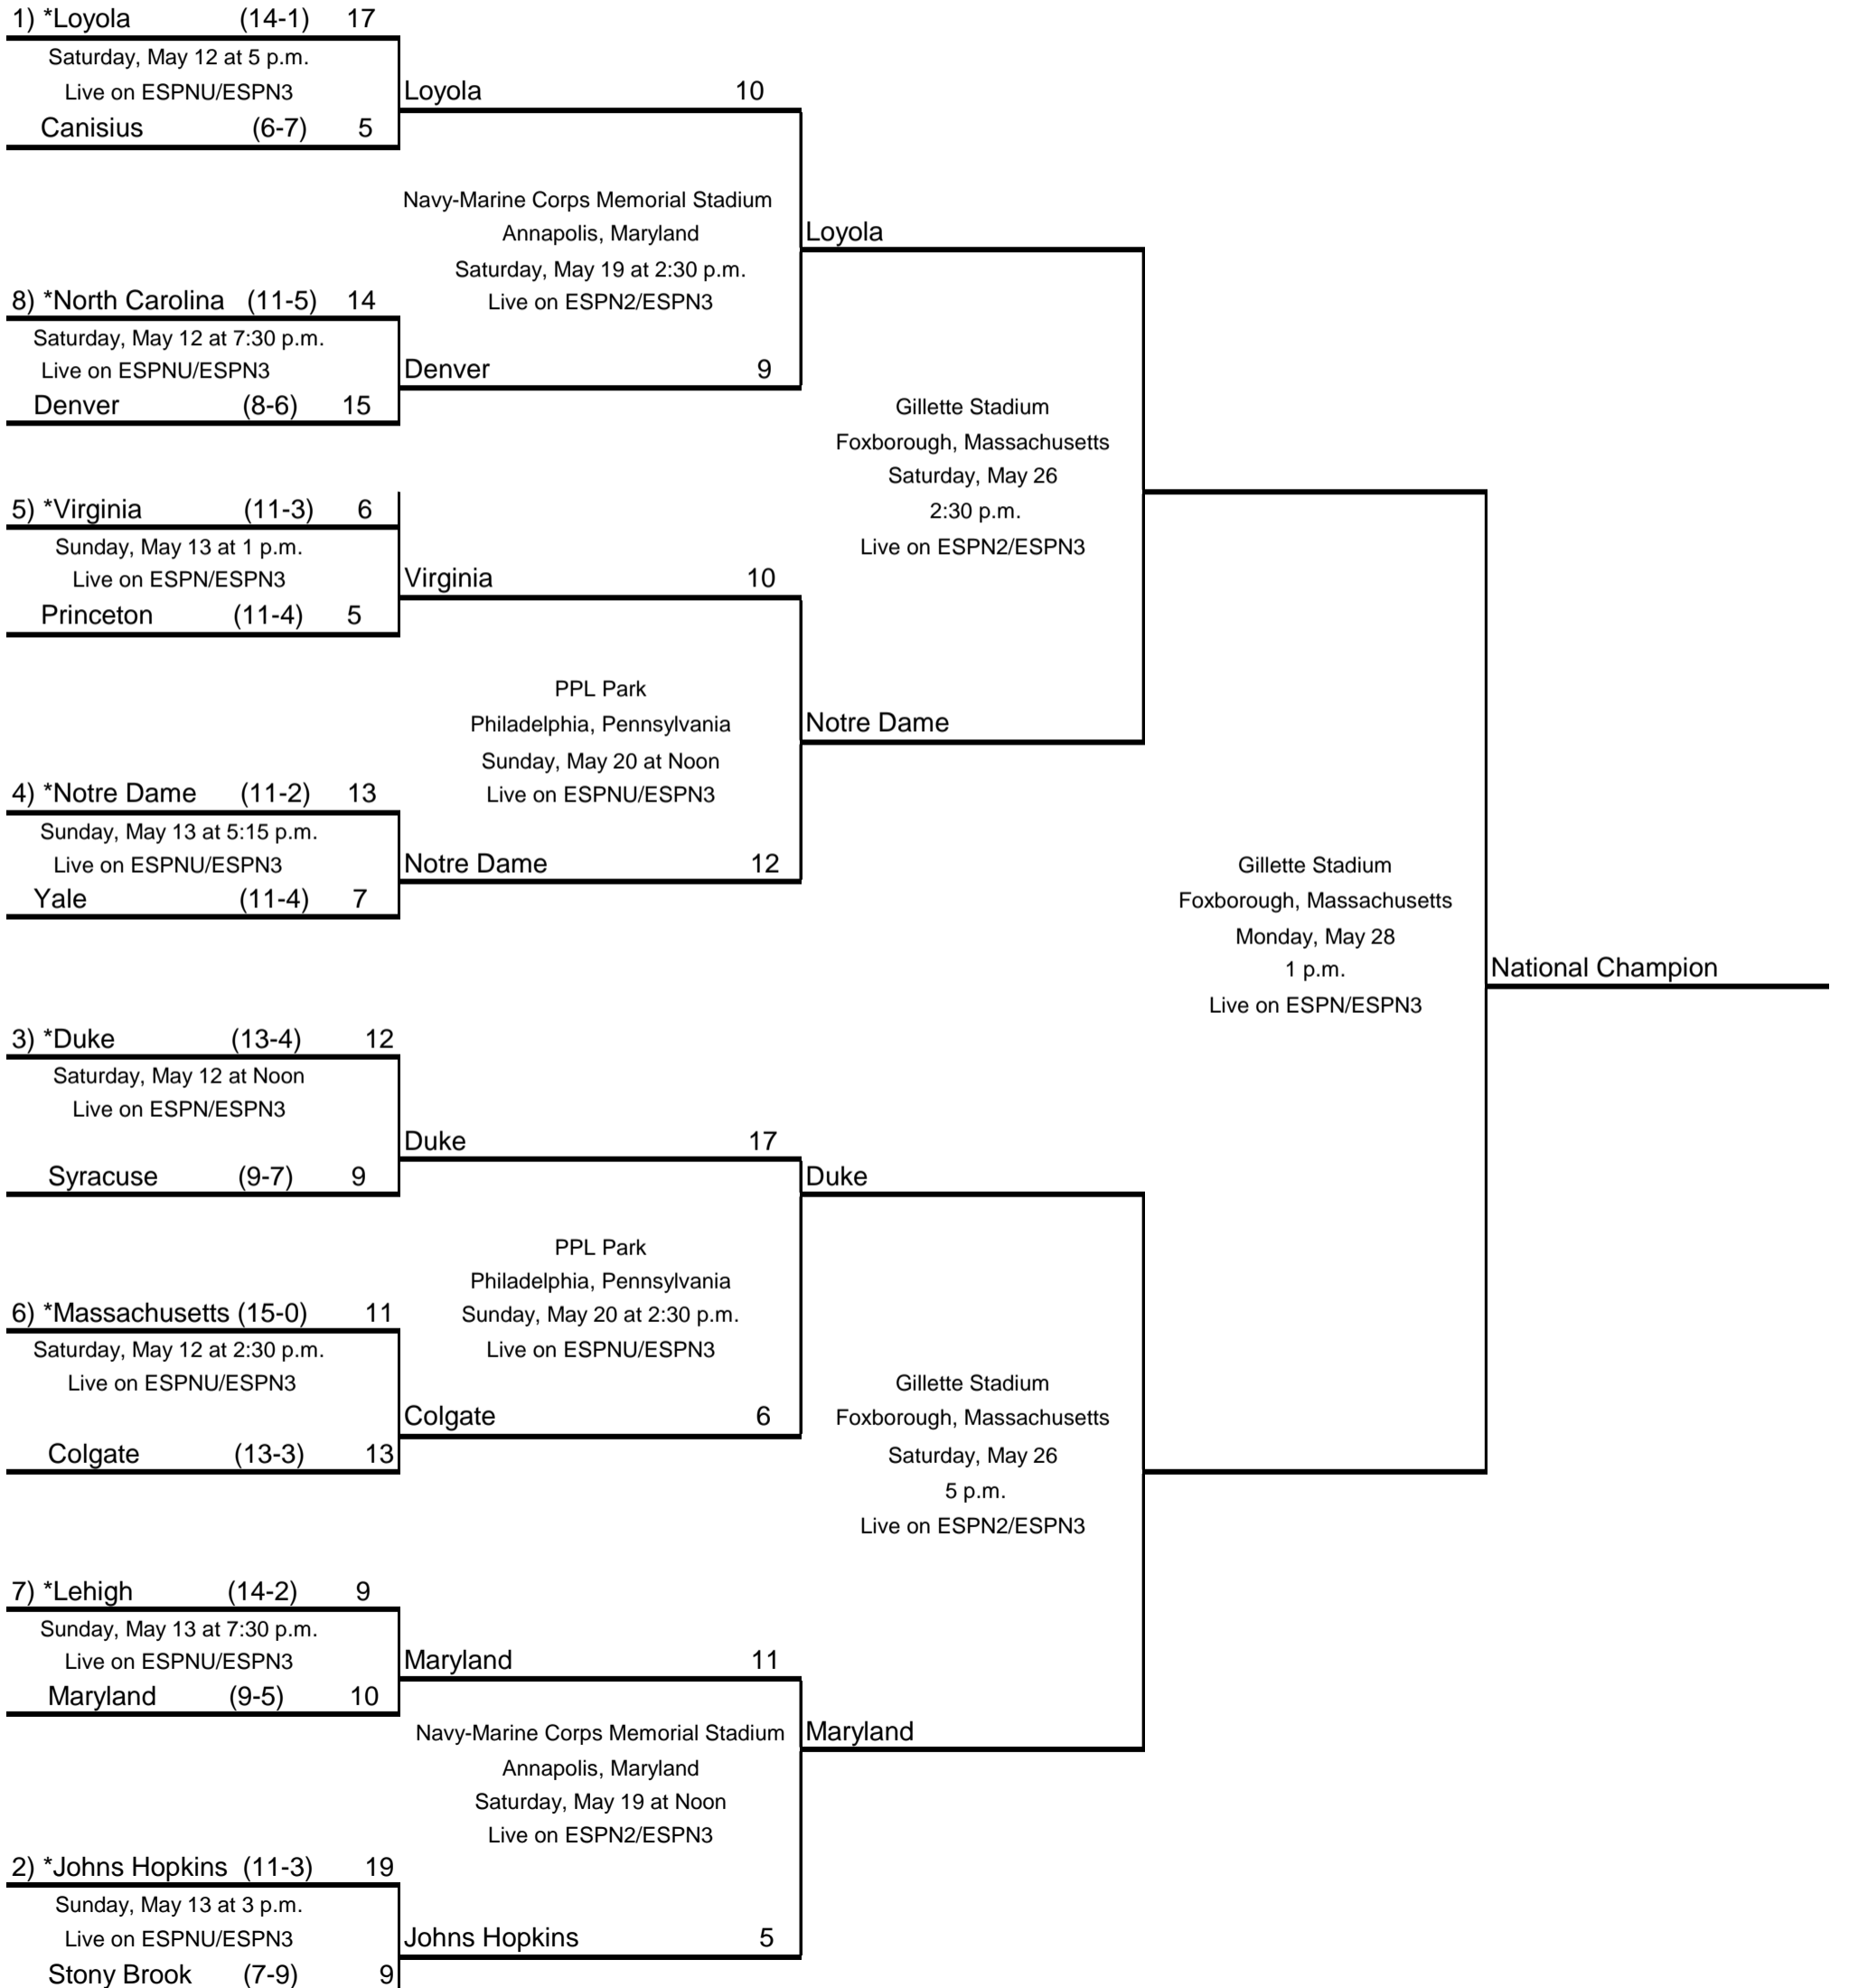 1) *Loyola (14-1) 17
Saturday, May 12 at 5 p.m.
Live on ESPNU/ESPN3
Canisius (6-7) 5
8) *North Carolina (11-5) 14
Saturday, May 12 at 7:30 p.m.
Live on ESPNU/ESPN3
Denver (8-6) 15
5) *Virginia (11-3) 6
Sunday, May 13 at 1 p.m.
Live on ESPN/ESPN3
Princeton (11-4) 5
4) *Notre Dame (11-2) 13
Sunday, May 13 at 5:15 p.m.
Live on ESPNU/ESPN3
Yale (11-4) 7
3) *Duke (13-4) 12
Saturday, May 12 at Noon
Live on ESPN/ESPN3
Syracuse (9-7) 9
6) *Massachusetts (15-0) 11
Saturday, May 12 at 2:30 p.m.
Live on ESPNU/ESPN3
Colgate (13-3) 13
7) *Lehigh (14-2) 9
Sunday, May 13 at 7:30 p.m.
Live on ESPNU/ESPN3
Maryland (9-5) 10
2) *Johns Hopkins (11-3) 19
Sunday, May 13 at 3 p.m.
Live on ESPNU/ESPN3
Stony Brook (7-9) 9
Loyola 10
Navy-Marine Corps Memorial Stadium
Annapolis, Maryland
Saturday, May 19 at 2:30 p.m.
Live on ESPN2/ESPN3
Denver 9
Virginia 10
PPL Park
Philadelphia, Pennsylvania
Sunday, May 20 at Noon
Live on ESPNU/ESPN3
Notre Dame 12
Duke 17
PPL Park
Philadelphia, Pennsylvania
Sunday, May 20 at 2:30 p.m.
Live on ESPNU/ESPN3
Colgate 6
Maryland 11
Navy-Marine Corps Memorial Stadium
Annapolis, Maryland
Saturday, May 19 at Noon
Live on ESPN2/ESPN3
Johns Hopkins 5
Loyola
Gillette Stadium
Foxborough, Massachusetts
Saturday, May 26
2:30 p.m.
Live on ESPN2/ESPN3
Notre Dame
Duke
Gillette Stadium
Foxborough, Massachusetts
Saturday, May 26
5 p.m.
Live on ESPN2/ESPN3
Maryland
Gillette Stadium
Foxborough, Massachusetts
Monday, May 28
1 p.m.
Live on ESPN/ESPN3
National Champion